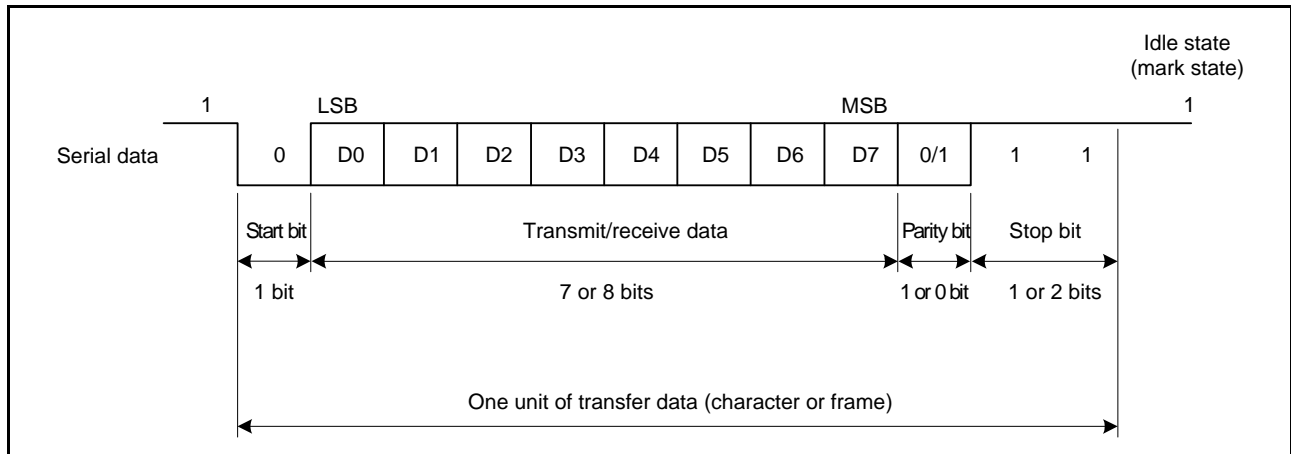 Idle state
(mark state)
1 LSB MSB 1
Serial data 0 D0 D1 D2 D3 D4 D5 D6 D7 0/1 1 1
Start bit Transmit/receive data Parity bit Stop bit
1 bit 7 or 8 bits 1 or 0 bit 1 or 2 bits
One unit of transfer data (character or frame)